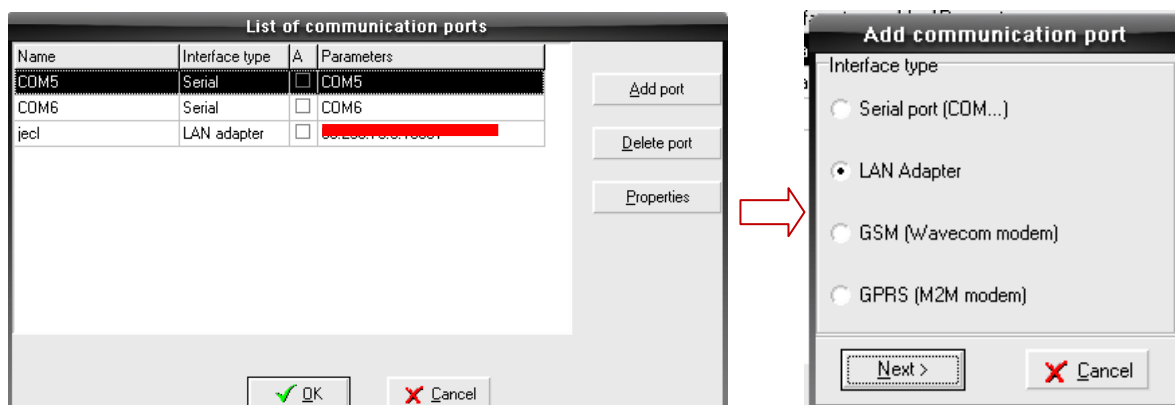 List of communication ports
Name Interface type A Parameters
COM5 Serial COM5
COM6 Serial COM6
jecl LAN adapter
Add port
Delete port
Properties
OK Cancel
Add communication port
Interface type
Serial port (COM...)
LAN Adapter
GSM (Wavecom modem)
GPRS (M2M modem)
Next > Cancel